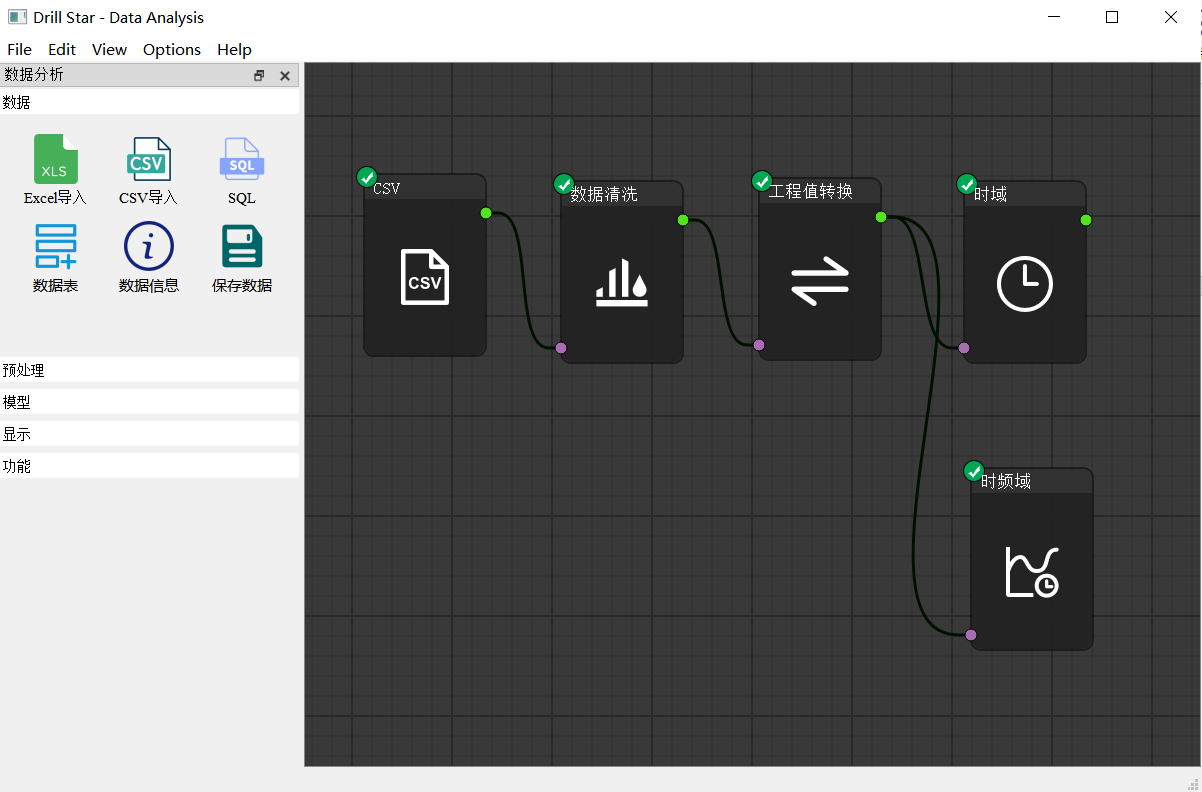 Drill Star - Data Analysis
File Edit View Options Help
数据分析
数据
XLS
CSV
SQL
Excel导入 CSV导入 SQL
数据表 数据信息 保存数据
预处理
模型
显示
功能
CSV
CSV
数据清洗
工程值转换
时域
时频域